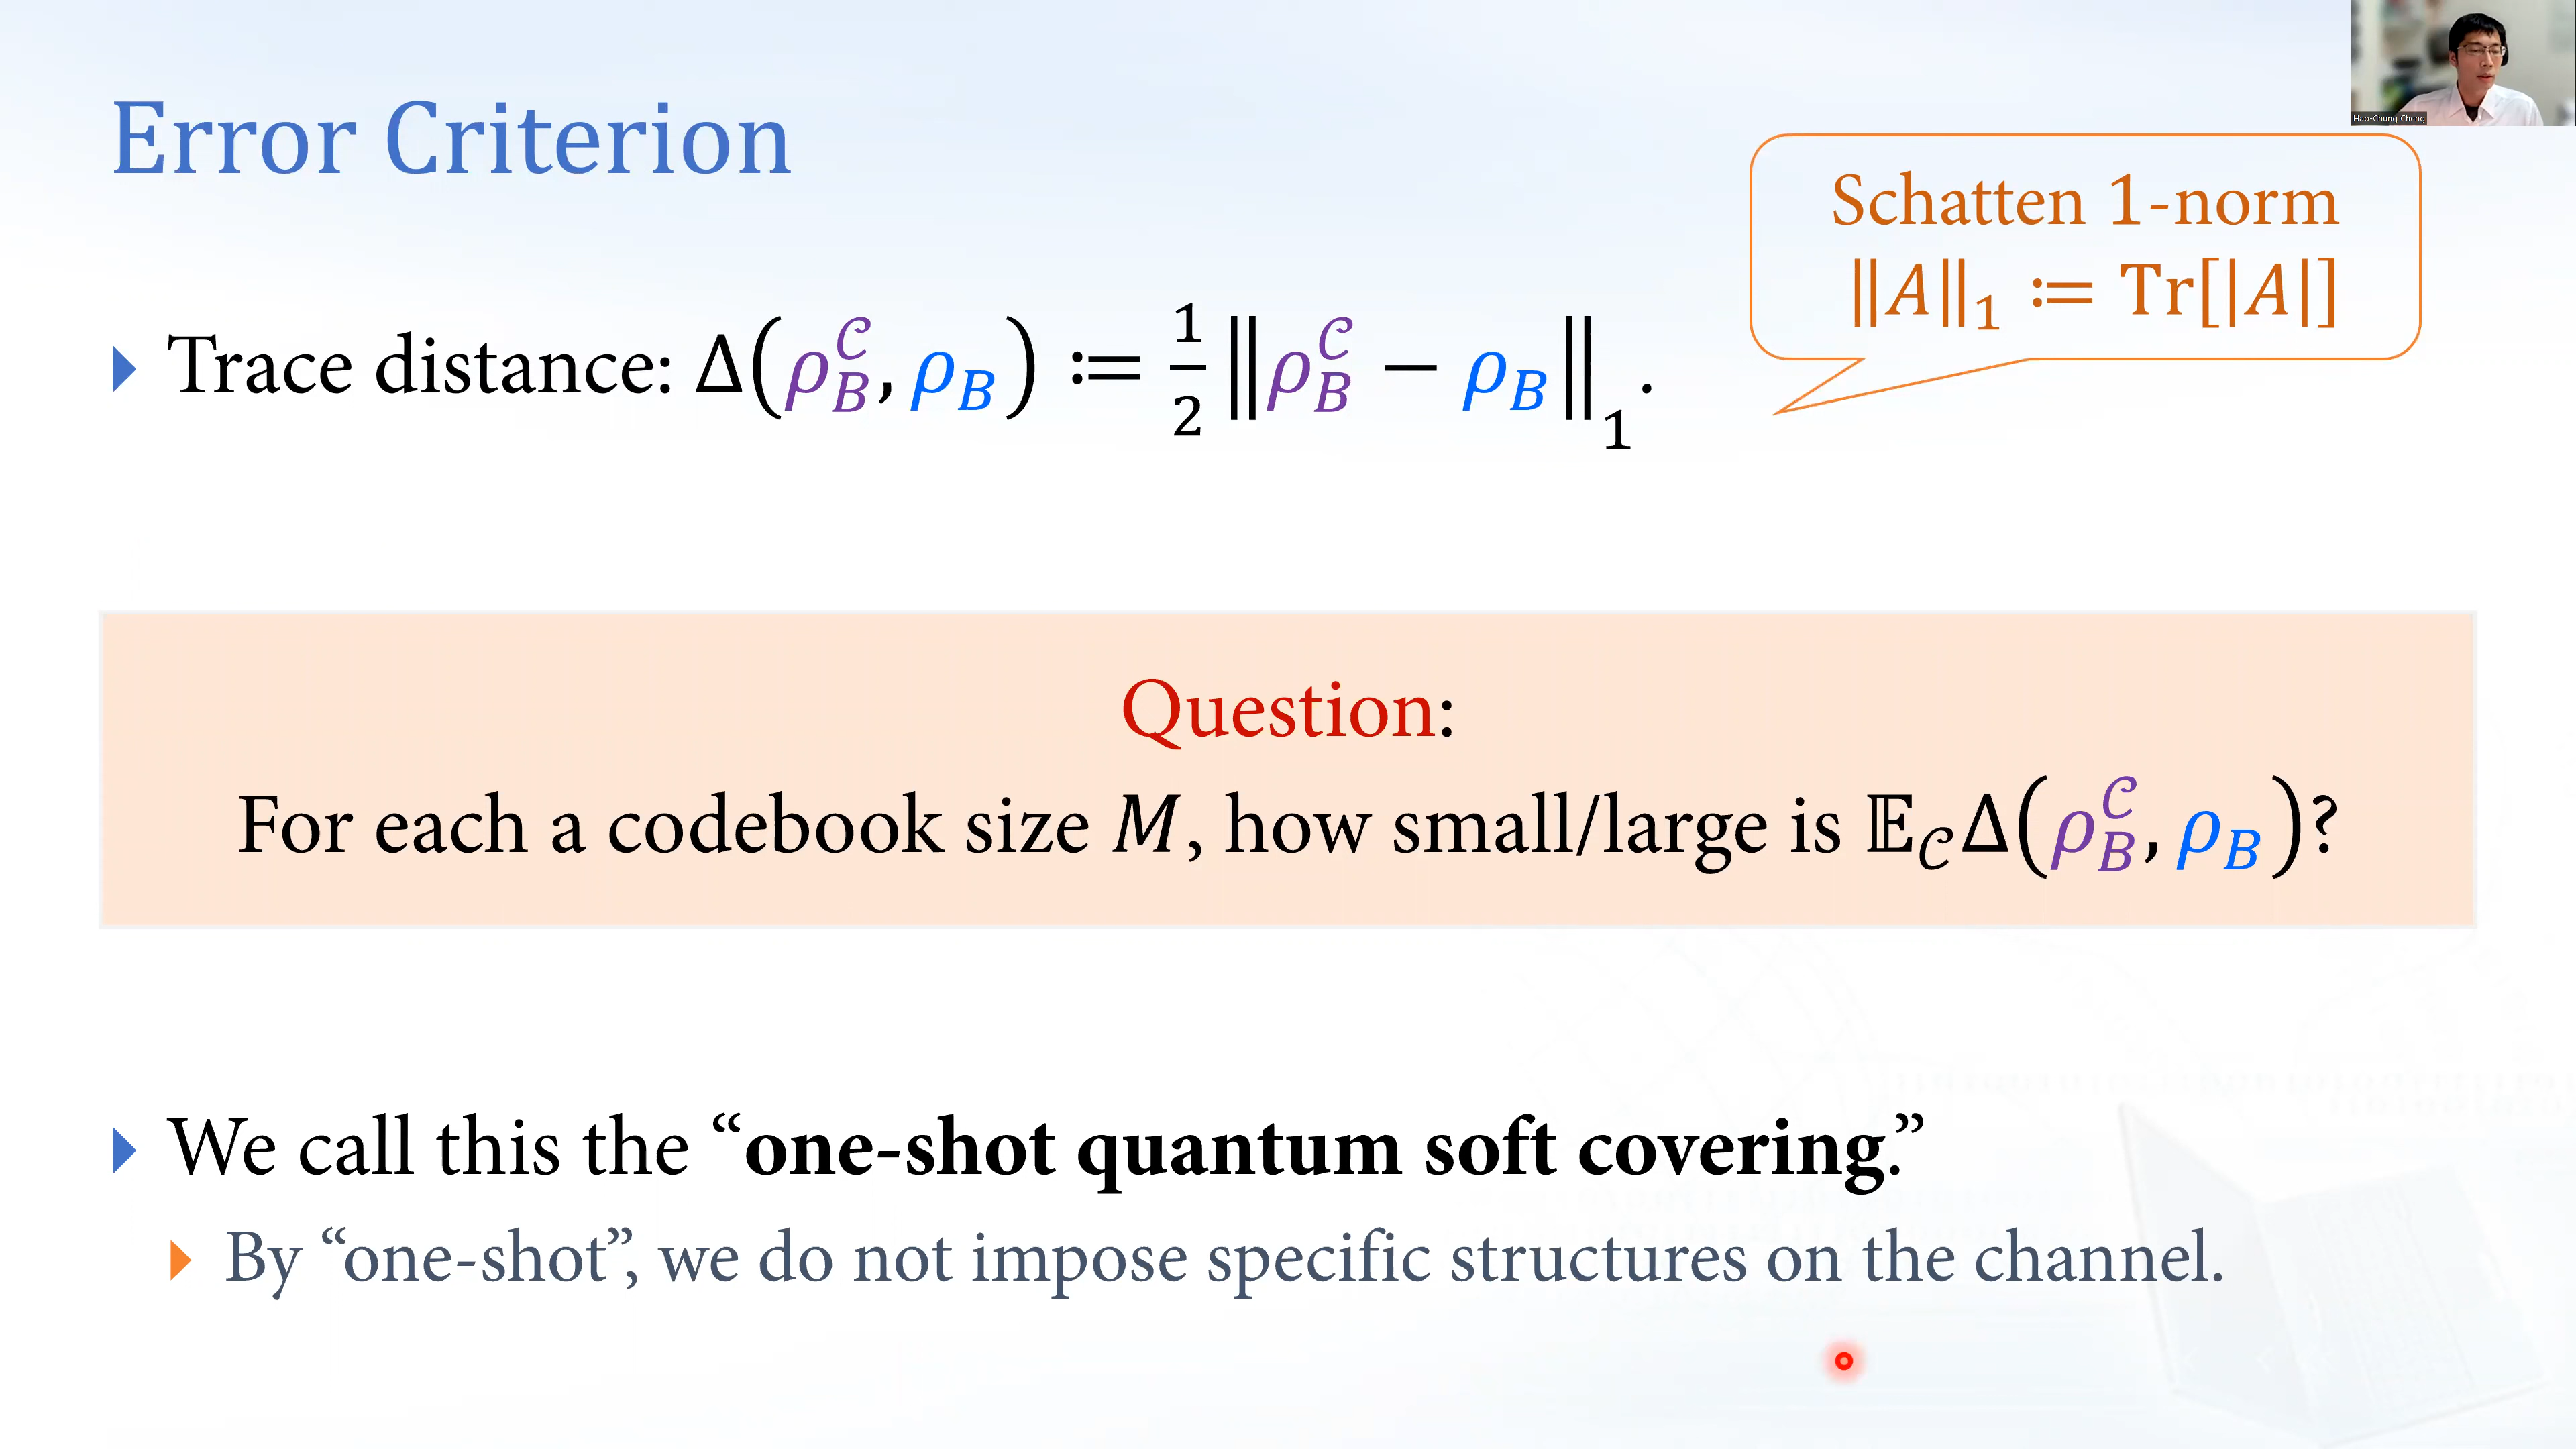 Hao-Chung Cheng
Error Criterion
Schatten 1-norm
‖A‖₁ ≔ Tr[|A|]
Trace distance: Δ(ρ_B^𝒞, ρ_B) ≔ 1/2 ‖ρ_B^𝒞 − ρ_B‖₁.
Question:
For each a codebook size M, how small/large is 𝔼_𝒞Δ(ρ_B^𝒞, ρ_B)?
We call this the “one-shot quantum soft covering.”
By “one-shot”, we do not impose specific structures on the channel.